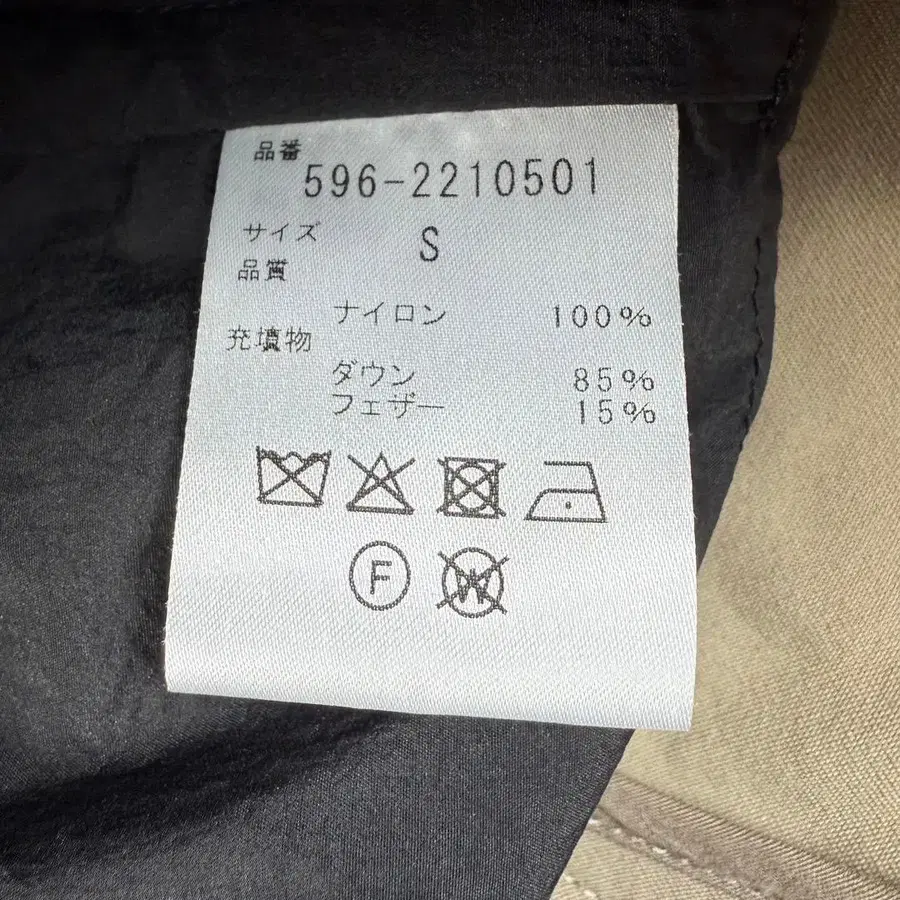 品番
596-2210501
サイズ S
品質
ナイロン 100%
充填物
ダウン 85%
フェザー 15%
F
W